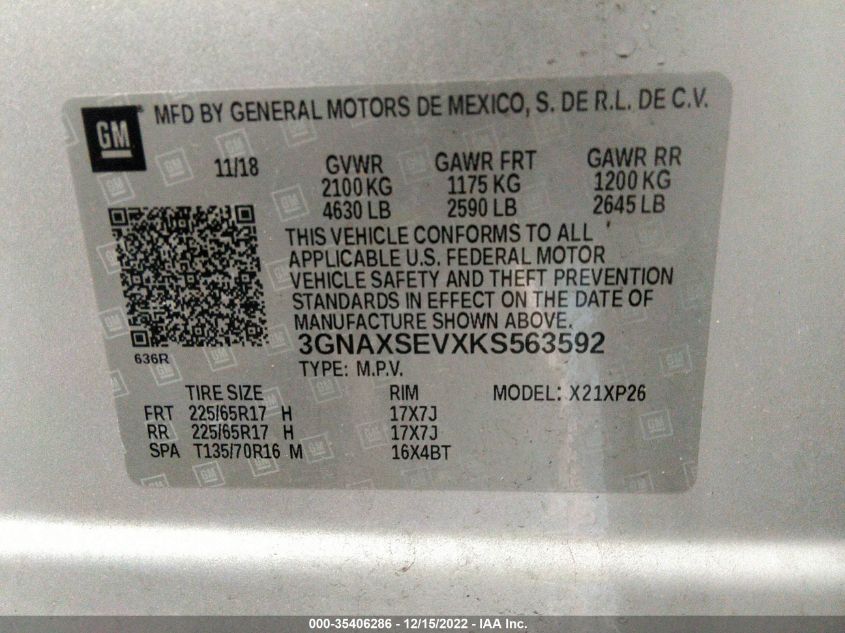 GM ® MFD BY GENERAL MOTORS DE MEXICO, S. DE R.L. DE C.V.
11/18 GVWR GAWR FRT GAWR RR
2100 KG 1175 KG 1200 KG
4630 LB 2590 LB 2645 LB
THIS VEHICLE CONFORMS TO ALL
APPLICABLE U.S. FEDERAL MOTOR
VEHICLE SAFETY AND THEFT PREVENTION
STANDARDS IN EFFECT ON THE DATE OF
MANUFACTURE SHOWN ABOVE.
636R 3GNAXSEVXKS563592
TYPE: M.P.V.
TIRE SIZE RIM MODEL: X21XP26
FRT 225/65R17 H 17X7J
RR 225/65R17 H 17X7J
SPA T135/70R16 M 16X4BT
000-35406286 - 12/15/2022 - IAA Inc.